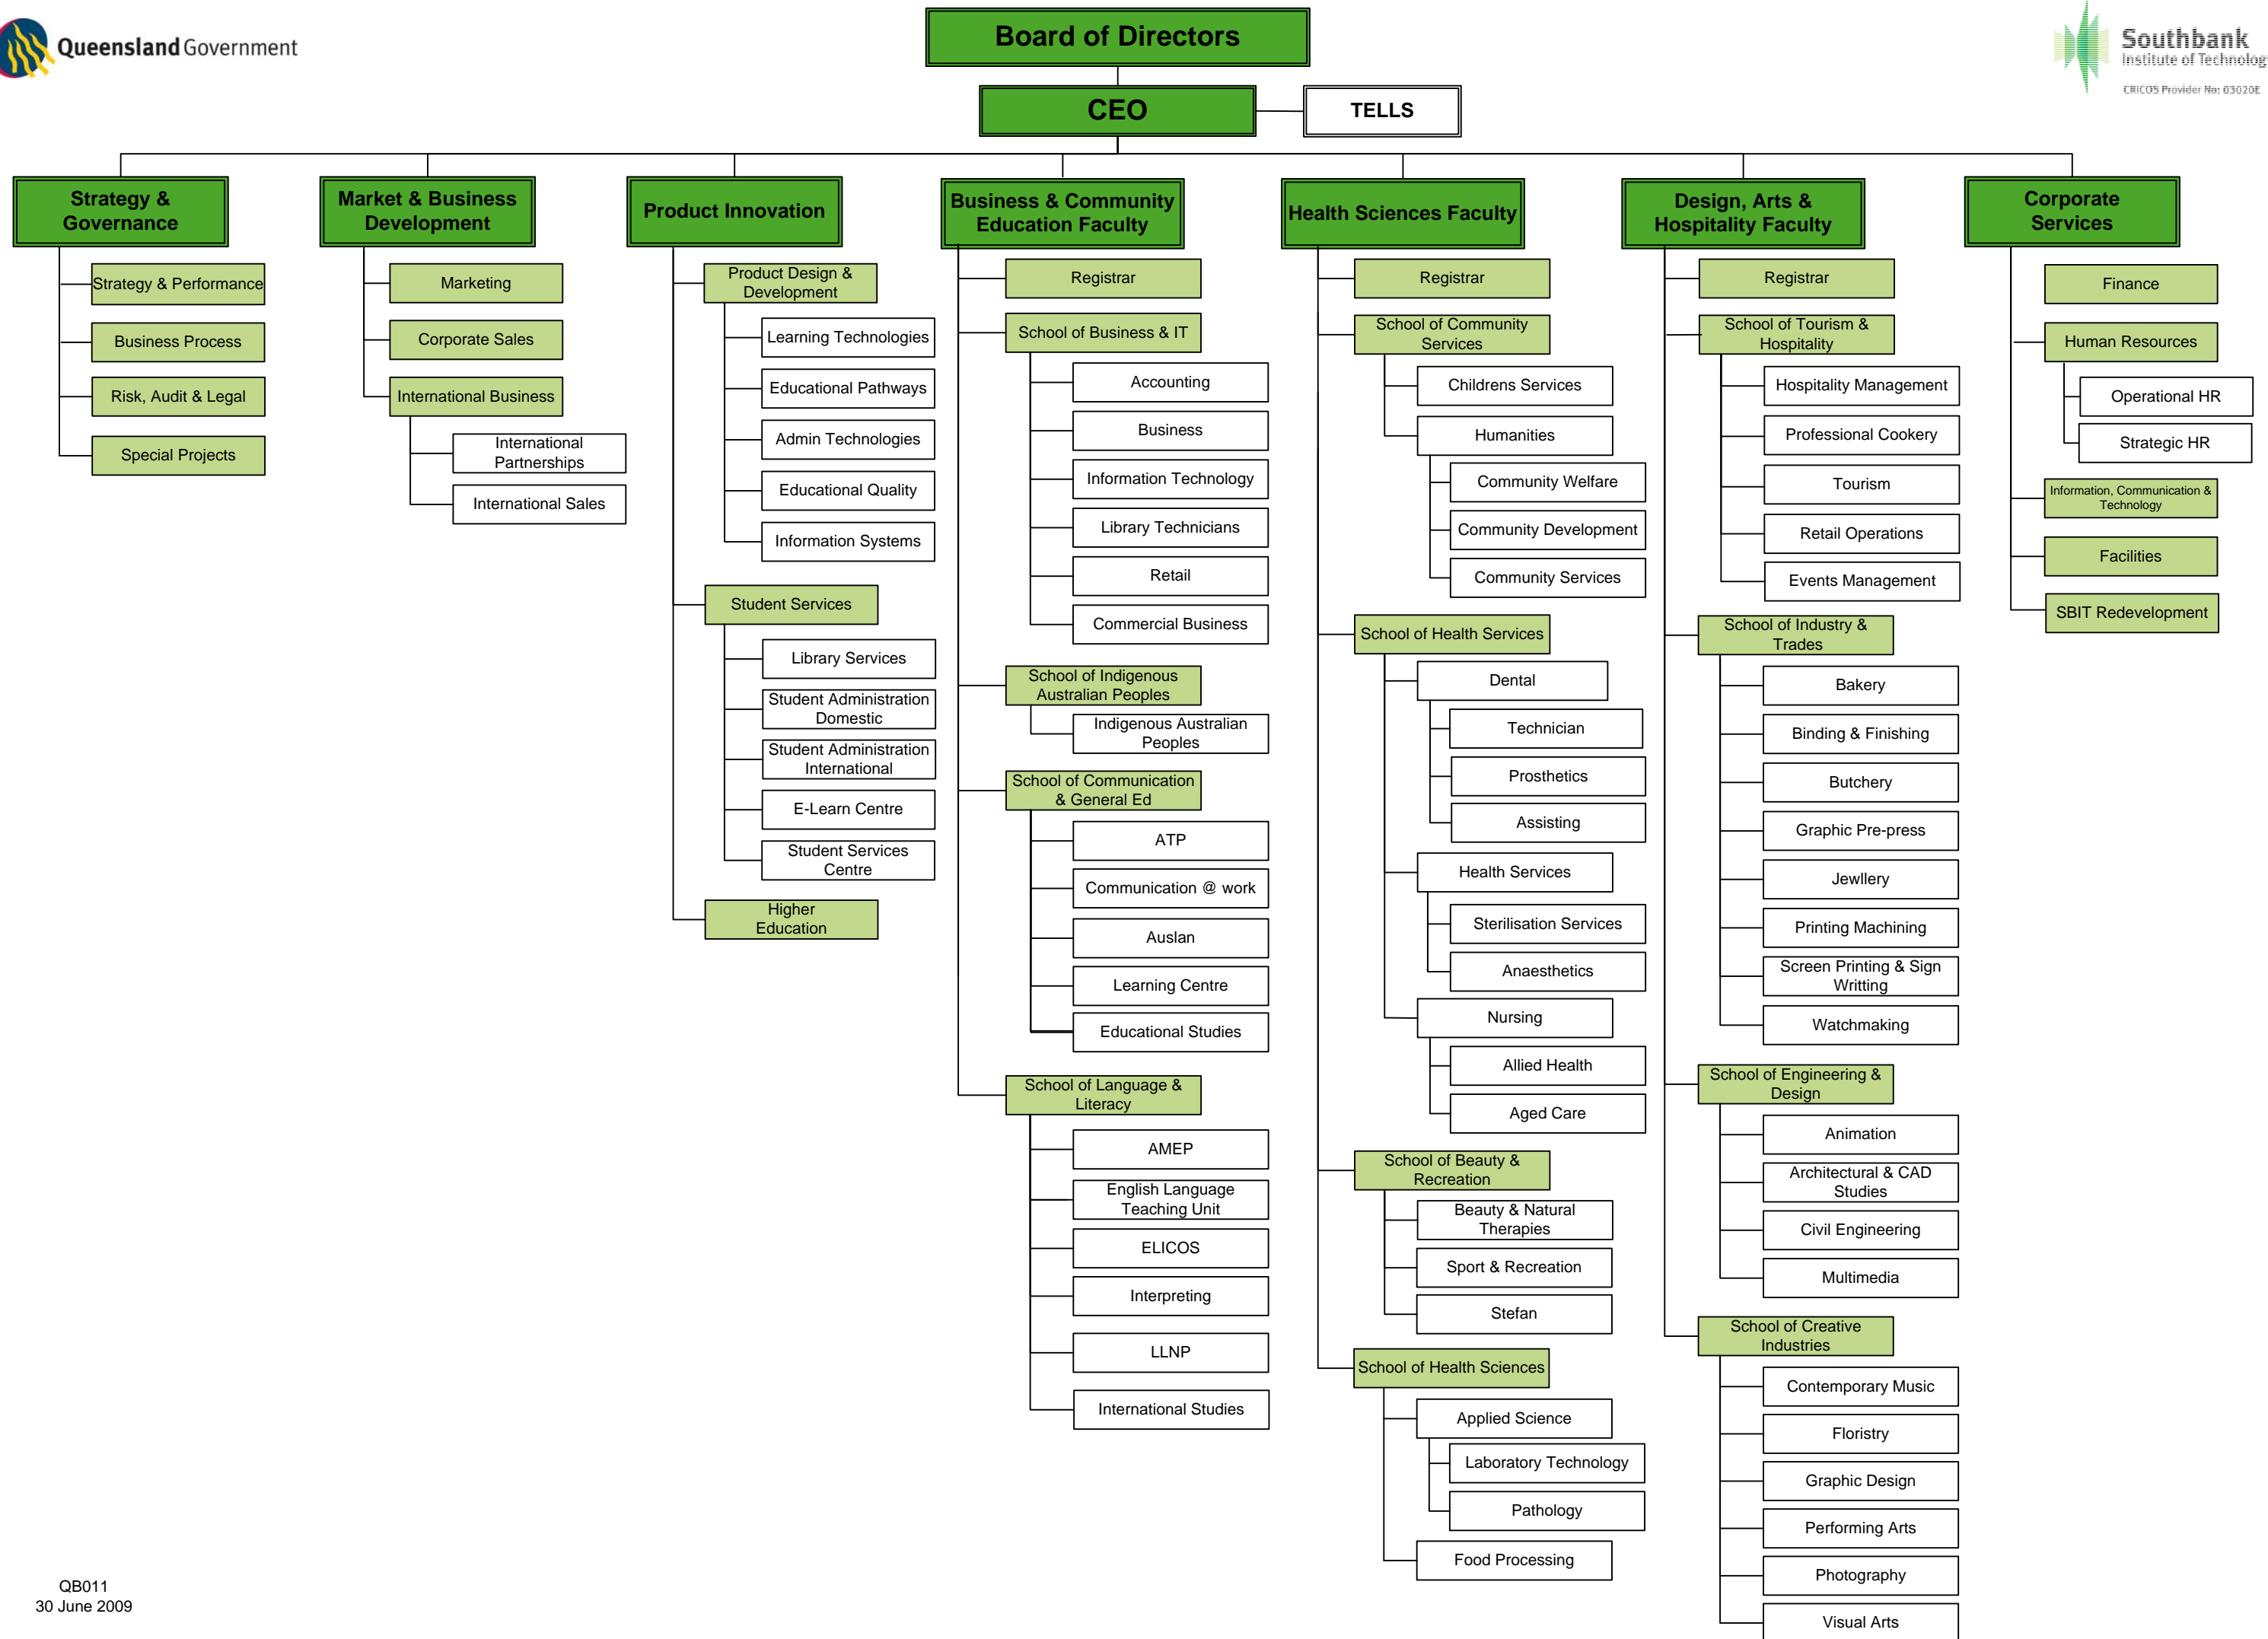 Queensland Government
Board of Directors
Southbank
Institute of Technolog
CRICOS Provider No: 03020E
CEO
TELLS
Strategy &
Governance
Strategy & Performance
Business Process
Risk, Audit & Legal
Special Projects
Market & Business
Development
Marketing
Corporate Sales
International Business
International
Partnerships
International Sales
Product Innovation
Product Design &
Development
Learning Technologies
Educational Pathways
Admin Technologies
Educational Quality
Information Systems
Student Services
Library Services
Student Administration
Domestic
Student Administration
International
E-Learn Centre
Student Services
Centre
Higher
Education
Business & Community
Education Faculty
Registrar
School of Business & IT
Accounting
Business
Information Technology
Library Technicians
Retail
Commercial Business
School of Indigenous
Australian Peoples
Indigenous Australian
Peoples
School of Communication
& General Ed
ATP
Communication @ work
Auslan
Learning Centre
Educational Studies
School of Language &
Literacy
AMEP
English Language
Teaching Unit
ELICOS
Interpreting
LLNP
International Studies
Health Sciences Faculty
Registrar
School of Community
Services
Childrens Services
Humanities
Community Welfare
Community Development
Community Services
School of Health Services
Dental
Technician
Prosthetics
Assisting
Health Services
Sterilisation Services
Anaesthetics
Nursing
Allied Health
Aged Care
School of Beauty &
Recreation
Beauty & Natural
Therapies
Sport & Recreation
Stefan
School of Health Sciences
Applied Science
Laboratory Technology
Pathology
Food Processing
Design, Arts &
Hospitality Faculty
Registrar
School of Tourism &
Hospitality
Hospitality Management
Professional Cookery
Tourism
Retail Operations
Events Management
School of Industry &
Trades
Bakery
Binding & Finishing
Butchery
Graphic Pre-press
Jewllery
Printing Machining
Screen Printing & Sign
Writting
Watchmaking
School of Engineering &
Design
Animation
Architectural & CAD
Studies
Civil Engineering
Multimedia
School of Creative
Industries
Contemporary Music
Floristry
Graphic Design
Performing Arts
Photography
Visual Arts
Corporate
Services
Finance
Human Resources
Operational HR
Strategic HR
Information, Communication &
Technology
Facilities
SBIT Redevelopment
QB011
30 June 2009